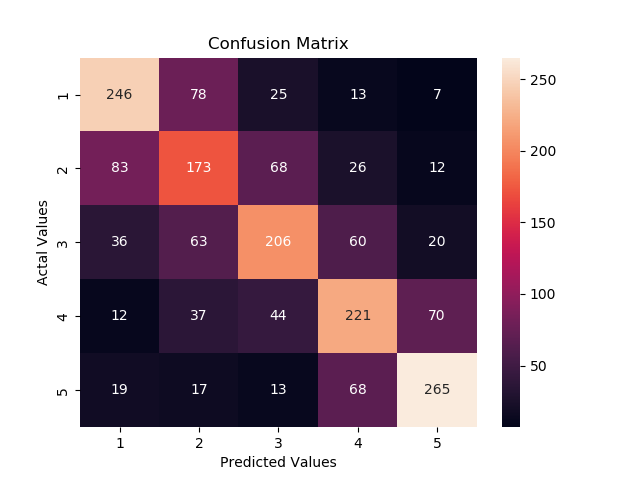 Confusion Matrix
Actal Values
1 246 78 25 13 7
2 83 173 68 26 12
3 36 63 206 60 20
4 12 37 44 221 70
5 19 17 13 68 265
1 2 3 4 5
Predicted Values
250
200
150
100
50